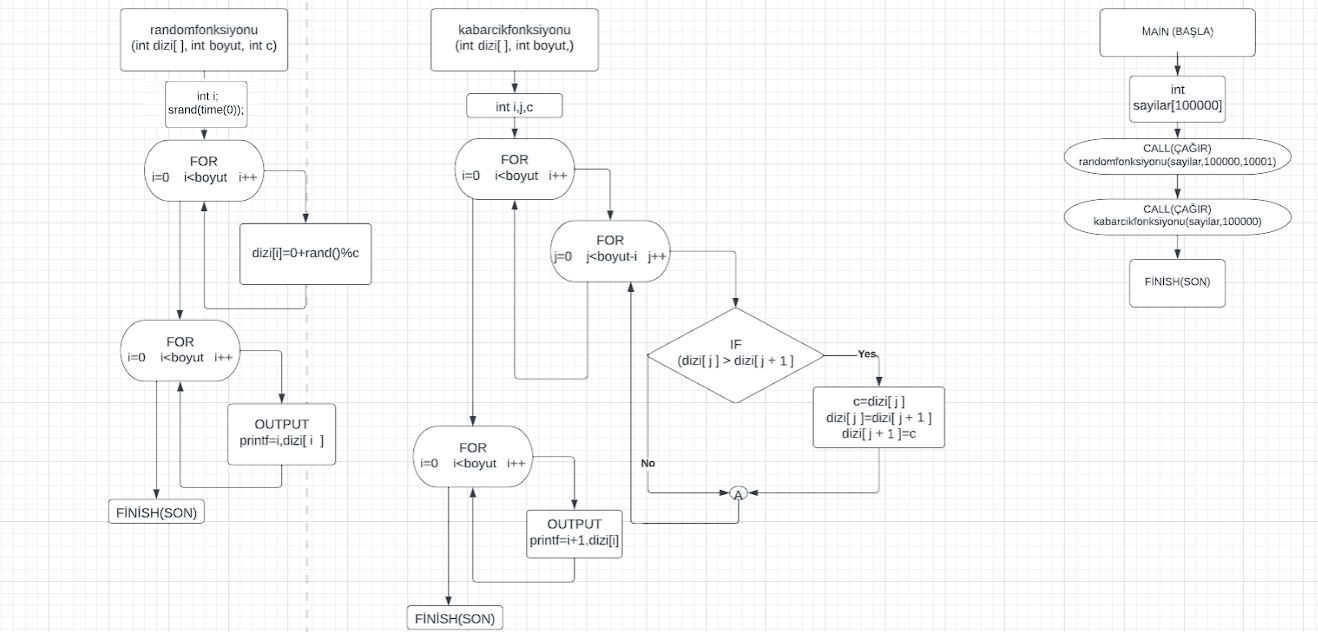 randomfonksiyonu
(int dizi[ ], int boyut, int c)
int i;
srand(time(0));
FOR
i=0 i<boyut i++
dizi[i]=0+rand()%c
FOR
i=0 i<boyut i++
OUTPUT
printf=i,dizi[ i ]
FİNİSH(SON)
kabarcikfonksiyonu
(int dizi[ ], int boyut,)
int i,j,c
FOR
i=0 i<boyut i++
FOR
j=0 j<boyut-i j++
IF
(dizi[ j ] > dizi[ j + 1 ]
Yes
c=dizi[ j ]
dizi[ j ]=dizi[ j + 1 ]
dizi[ j + 1 ]=c
No
A
FOR
i=0 i<boyut i++
OUTPUT
printf=i+1,dizi[i]
FİNİSH(SON)
MAİN (BAŞLA)
int
sayilar[100000]
CALL(ÇAĞIR)
randomfonksiyonu(sayilar,100000,10001)
CALL(ÇAĞIR)
kabarcikfonksiyonu(sayilar,100000)
FİNİSH(SON)